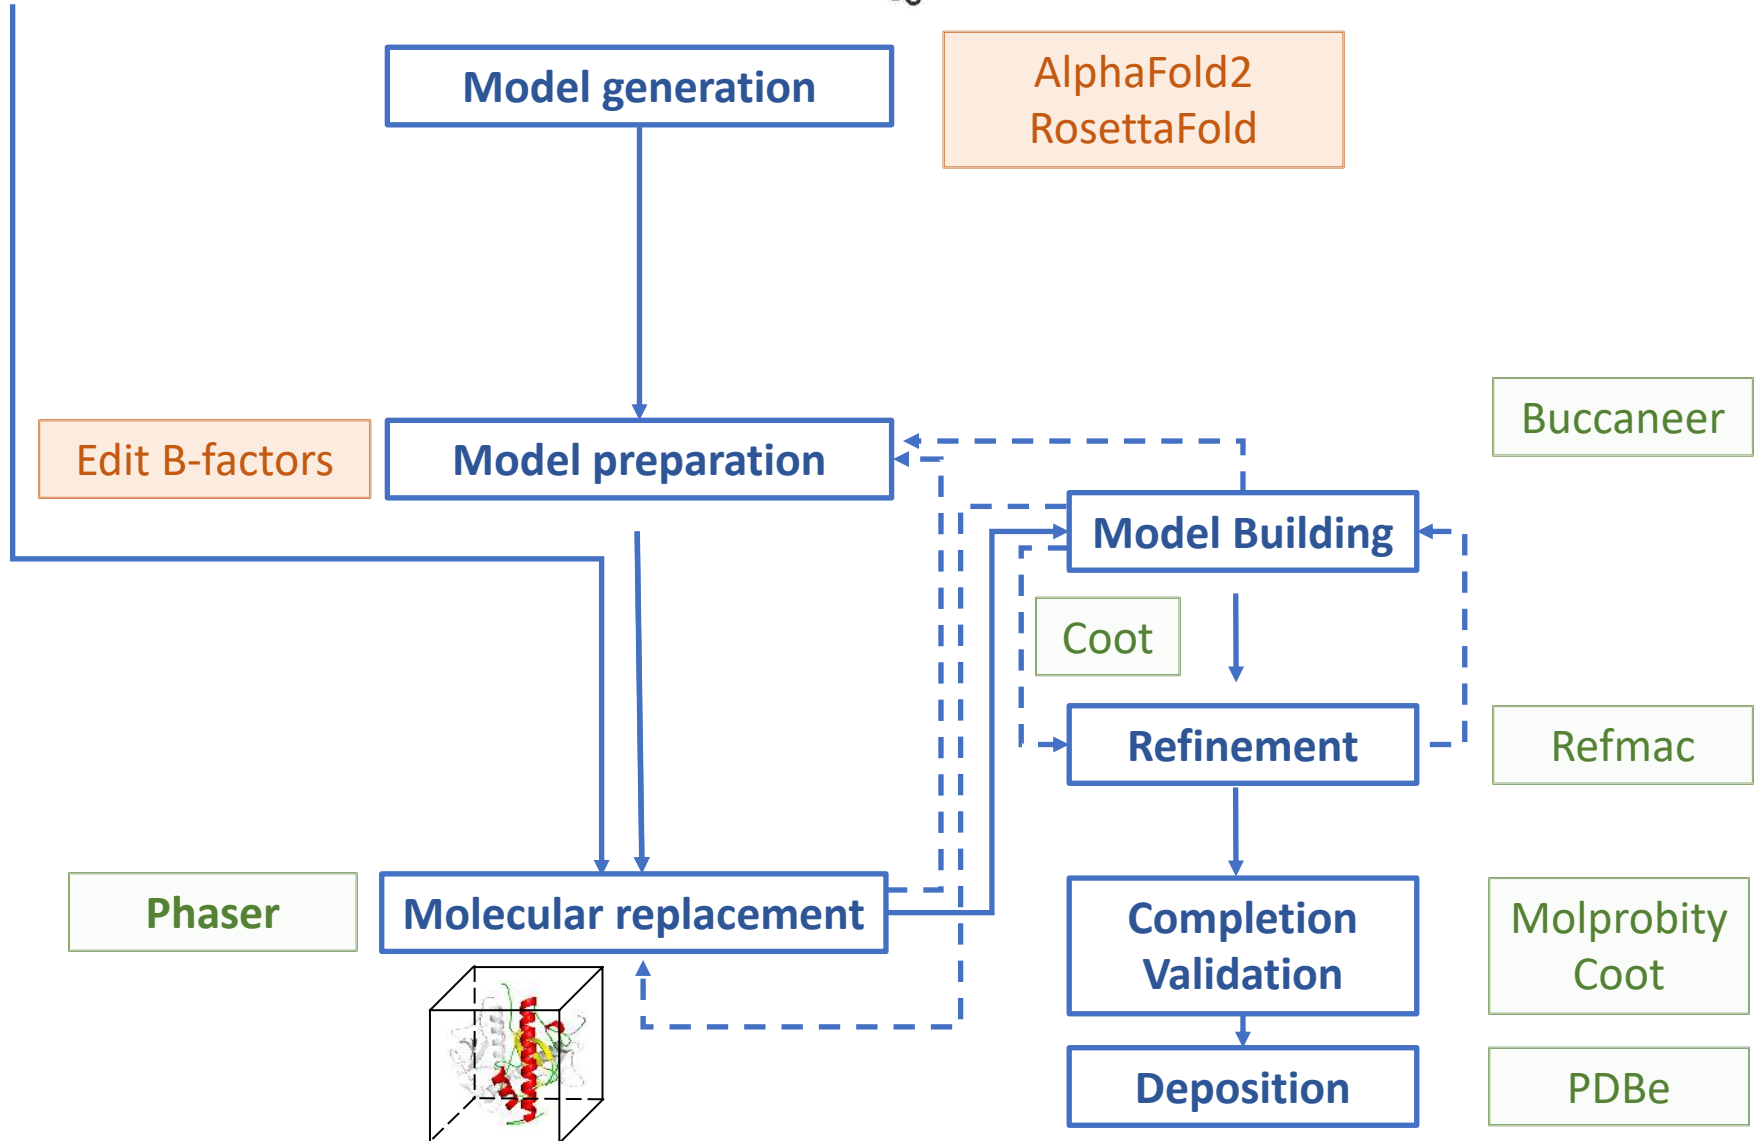 Model generation
AlphaFold2
RosettaFold
Buccaneer
Edit B-factors
Model preparation
Model Building
Coot
Refinement
Refmac
Phaser
Molecular replacement
Completion
Validation
Molprobity
Coot
Deposition
PDBe